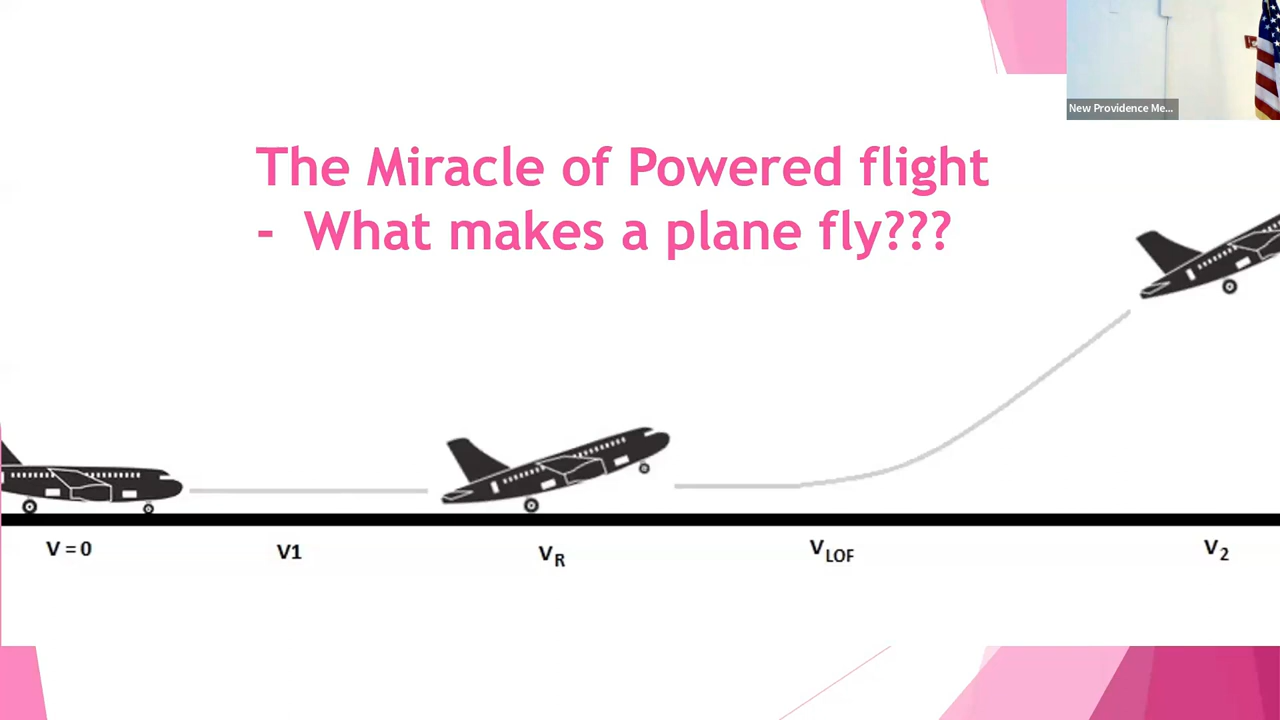 New Providence Me...
The Miracle of Powered flight
- What makes a plane fly???
V = 0 V1 VR VLOF V2